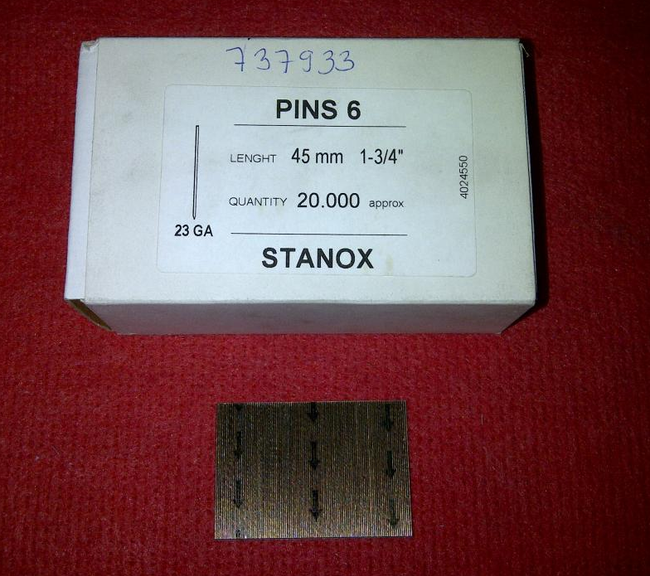 737933
PINS 6
LENGHT 45 mm 1-3/4"
QUANTITY 20.000 approx
23 GA
STANOX
4024550